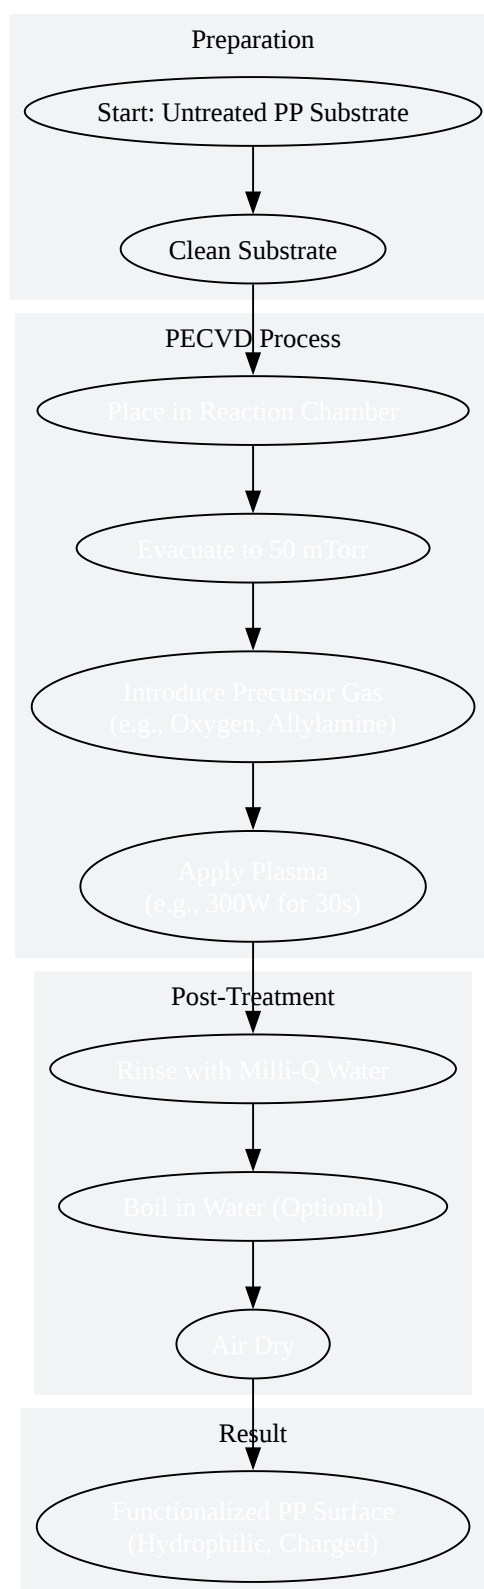 Preparation
Start: Untreated PP Substrate
Clean Substrate
PECVD Process
Place in Reaction Chamber
Evacuate to 50 mTorr
Introduce Precursor Gas
(e.g., Oxygen, Allylamine)
Apply Plasma
(e.g., 300W for 30s)
Post-Treatment
Rinse with Milli-Q Water
Boil in Water (Optional)
Air Dry
Result
Functionalized PP Surface
(Hydrophilic, Charged)